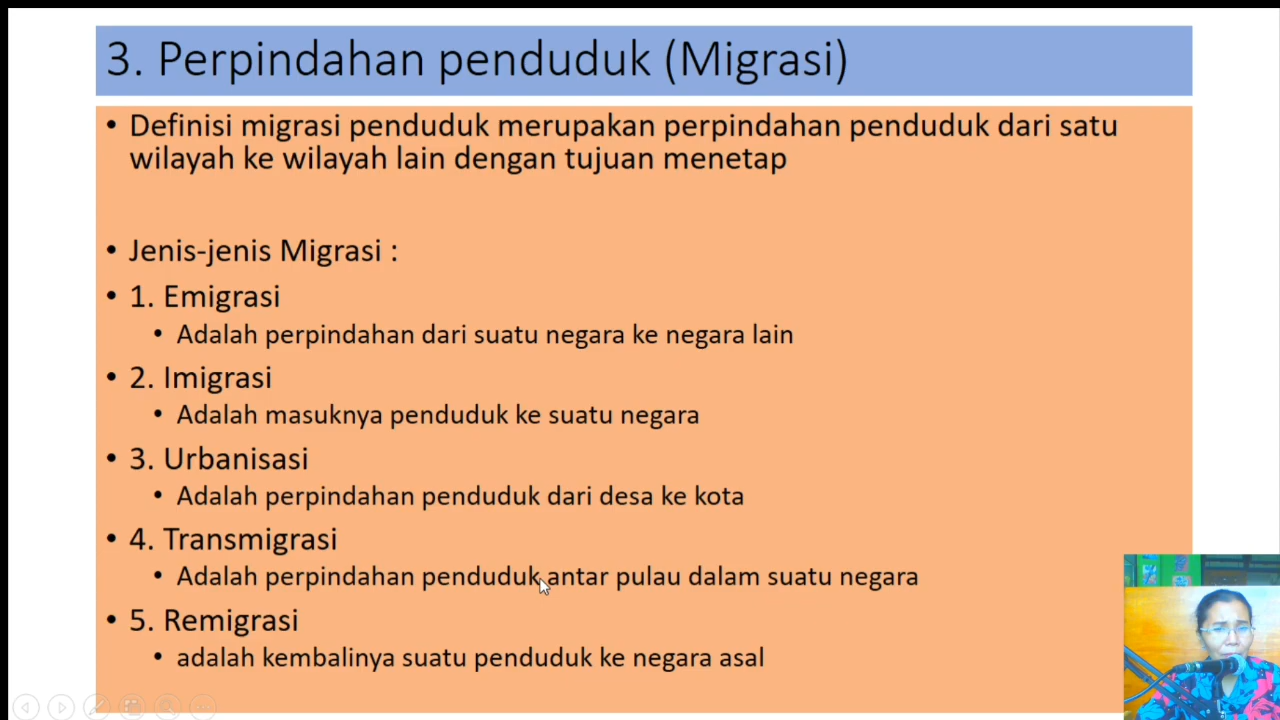 3. Perpindahan penduduk (Migrasi)
• Definisi migrasi penduduk merupakan perpindahan penduduk dari satu
wilayah ke wilayah lain dengan tujuan menetap
• Jenis-jenis Migrasi :
• 1. Emigrasi
• Adalah perpindahan dari suatu negara ke negara lain
• 2. Imigrasi
• Adalah masuknya penduduk ke suatu negara
• 3. Urbanisasi
• Adalah perpindahan penduduk dari desa ke kota
• 4. Transmigrasi
• Adalah perpindahan penduduk antar pulau dalam suatu negara
• 5. Remigrasi
• adalah kembalinya suatu penduduk ke negara asal